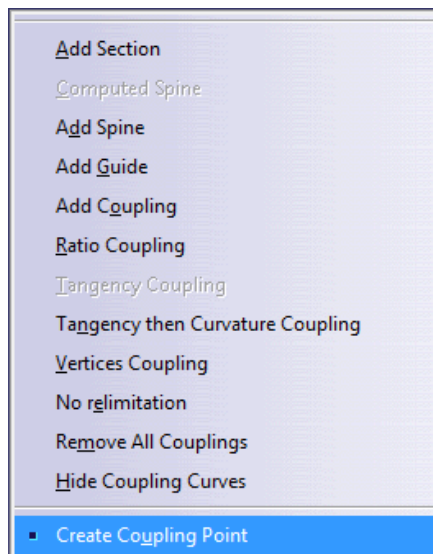 Add Section
Computed Spine
Add Spine
Add Guide
Add Coupling
Ratio Coupling
Tangency Coupling
Tangency then Curvature Coupling
Vertices Coupling
No relimitation
Remove All Couplings
Hide Coupling Curves
Create Coupling Point